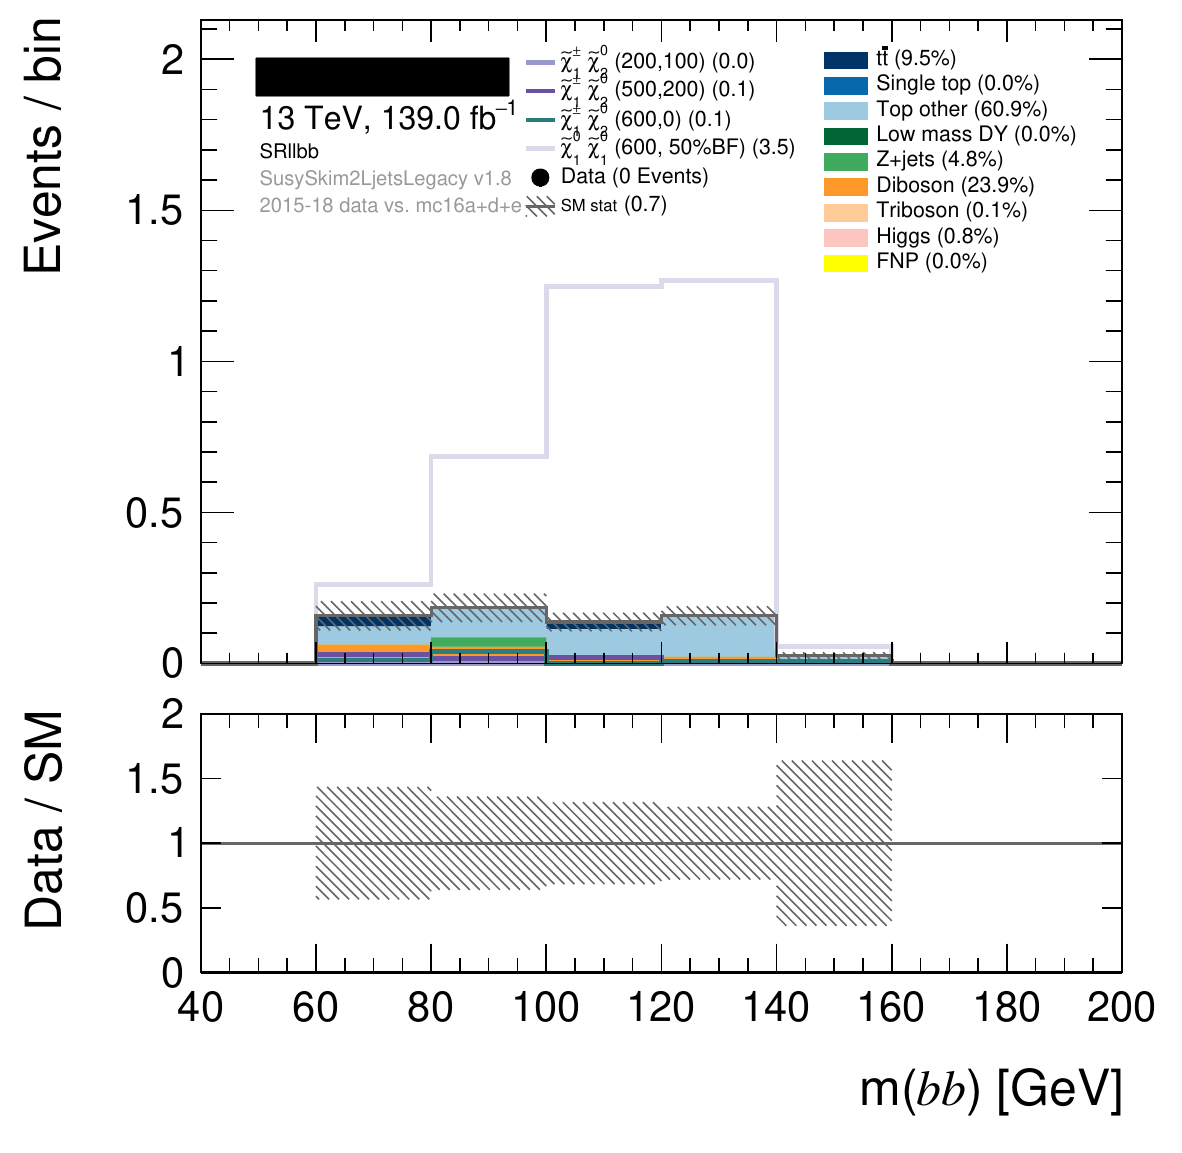 Events / bin
2
1.5
1
0.5
0
13 TeV, 139.0 fb⁻¹
SRllbb
SusySkim2LjetsLegacy v1.8
2015-18 data vs. mc16a+d+e
χ̃₁± χ̃₂⁰ (200,100) (0.0)
χ̃₁± χ̃₂⁰ (500,200) (0.1)
χ̃₁± χ̃₂⁰ (600,0) (0.1)
χ̃₁⁰ χ̃₁⁰ (600, 50%BF) (3.5)
Data (0 Events)
SM stat (0.7)
tt̄ (9.5%)
Single top (0.0%)
Top other (60.9%)
Low mass DY (0.0%)
Z+jets (4.8%)
Diboson (23.9%)
Triboson (0.1%)
Higgs (0.8%)
FNP (0.0%)
Data / SM
2
1.5
1
0.5
0
40 60 80 100 120 140 160 180 200
m(bb) [GeV]